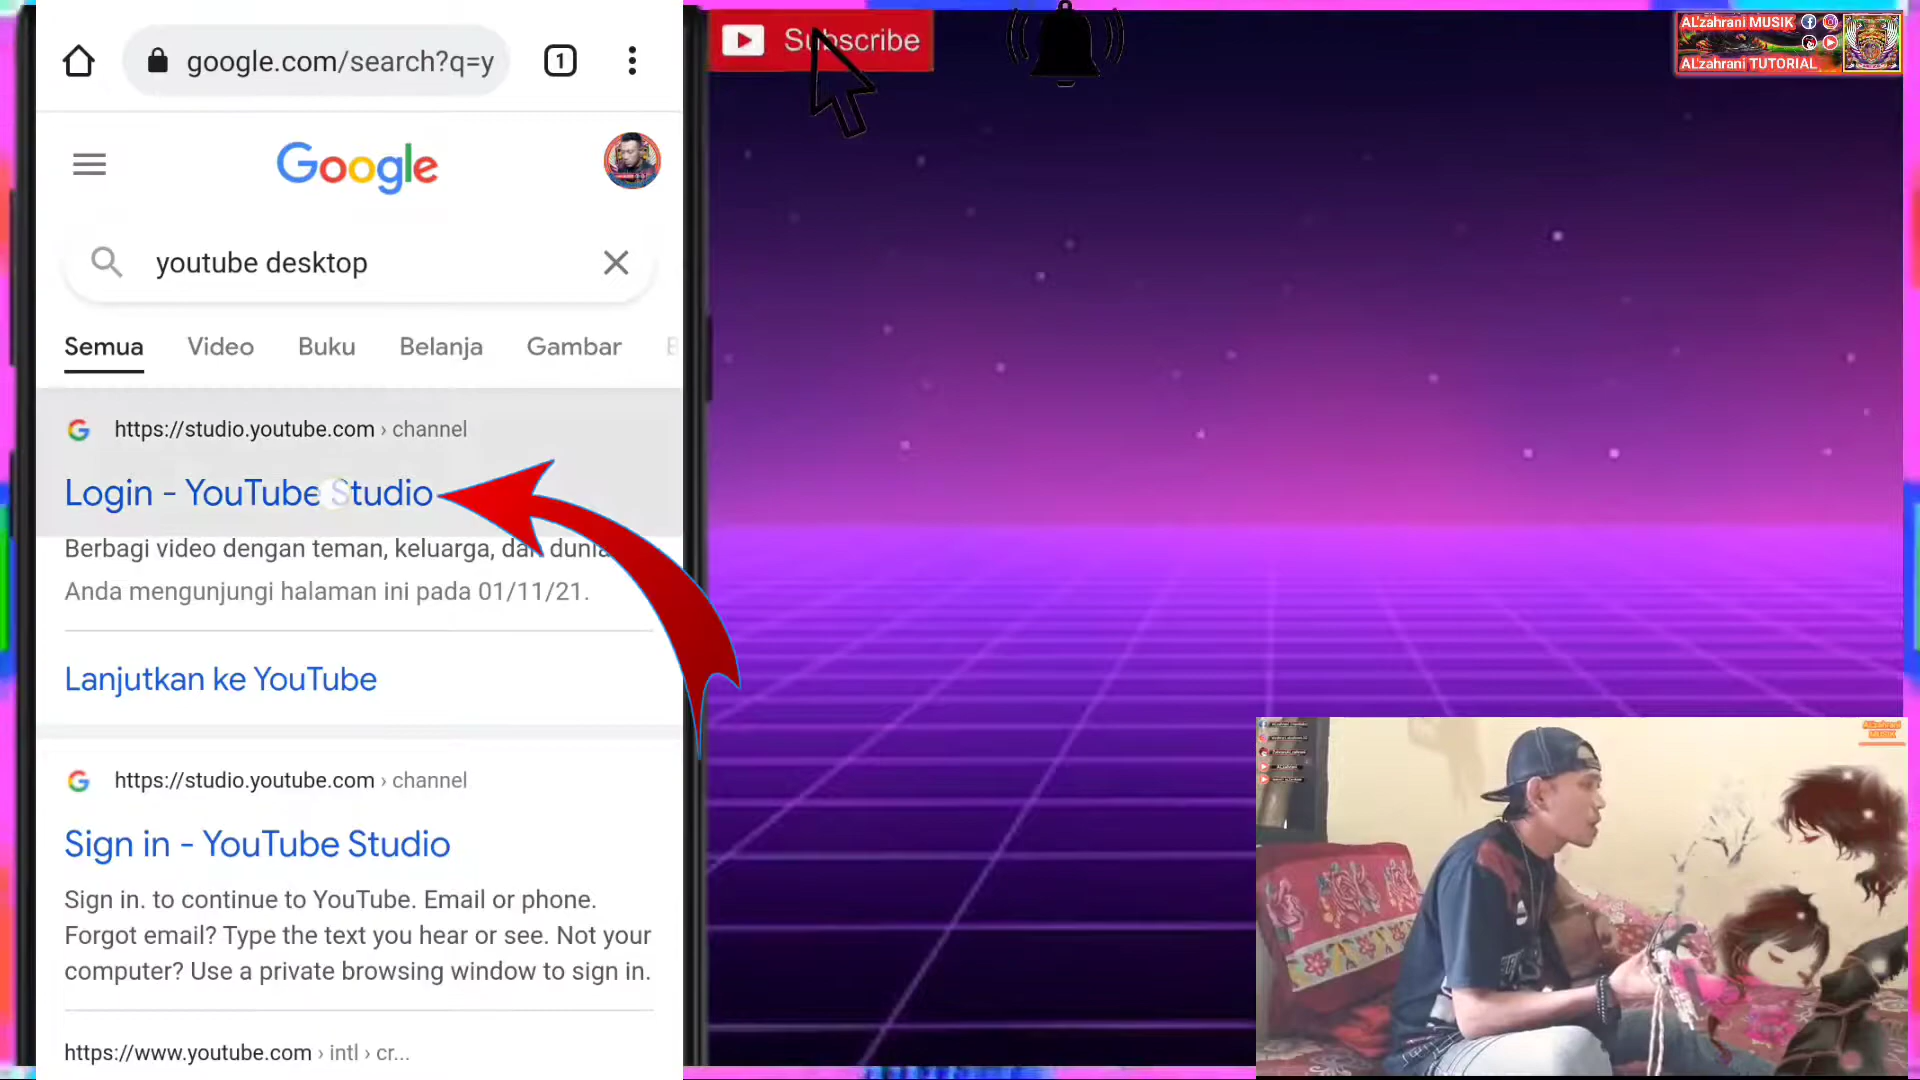 google.com/search?q=y
1
Google
youtube desktop
Semua Video Buku Belanja Gambar
https://studio.youtube.com › channel
Login - YouTube Studio
Berbagi video dengan teman, keluarga, dan dunia
Anda mengunjungi halaman ini pada 01/11/21.
Lanjutkan ke YouTube
https://studio.youtube.com › channel
Sign in - YouTube Studio
Sign in. to continue to YouTube. Email or phone.
Forgot email? Type the text you hear or see. Not your
computer? Use a private browsing window to sign in.
https://www.youtube.com › intl › cr...
Subscribe
AL'zahrani MUSIK
ALzahrani TUTORIAL
AL'zahrani
MUSIK